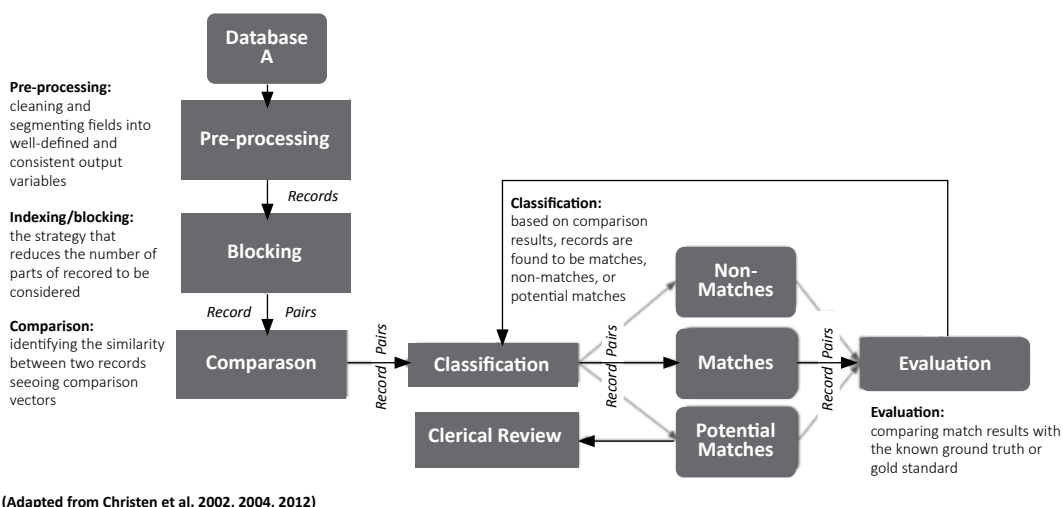 Database
A
Pre-processing:
cleaning and
segmenting fields into
well-defined and
consistent output
variables
Pre-processing
Records
Indexing/blocking:
the strategy that
reduces the number of
parts of recored to be
considered
Blocking
Record Pairs
Comparison:
identifying the similarity
between two records
seeoing comparison
vectors
Comparason
Record Pairs
Classification:
based on comparison
results, records are
found to be matches,
non-matches, or
potential matches
Classification
Clerical Review
Record Pairs
Non-
Matches
Matches
Potential
Matches
Record Pairs
Evaluation
Evaluation:
comparing match results with
the known ground truth or
gold standard
(Adapted from Christen et al. 2002, 2004, 2012)